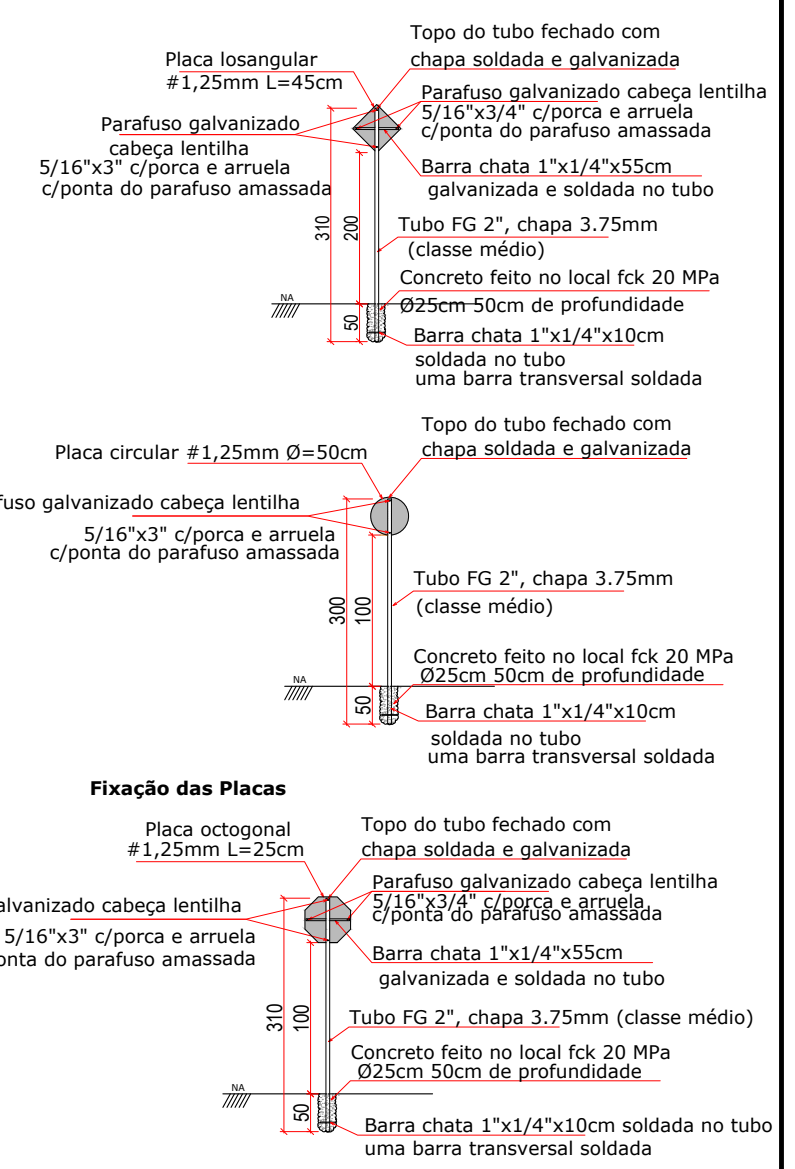 Topo do tubo fechado com
chapa soldada e galvanizada
Placa losangular
#1,25mm L=45cm
Parafuso galvanizado cabeça lentilha
5/16"x3/4" c/porca e arruela
c/ponta do parafuso amassada
Parafuso galvanizado
cabeça lentilha
5/16"x3" c/porca e arruela
c/ponta do parafuso amassada
Barra chata 1"x1/4"x55cm
galvanizada e soldada no tubo
310
200
Tubo FG 2", chapa 3.75mm
(classe médio)
Concreto feito no local fck 20 MPa
Ø25cm 50cm de profundidade
NA
50
Barra chata 1"x1/4"x10cm
soldada no tubo
uma barra transversal soldada
Topo do tubo fechado com
chapa soldada e galvanizada
Placa circular #1,25mm Ø=50cm
fuso galvanizado cabeça lentilha
5/16"x3" c/porca e arruela
c/ponta do parafuso amassada
300
100
Tubo FG 2", chapa 3.75mm
(classe médio)
Concreto feito no local fck 20 MPa
Ø25cm 50cm de profundidade
NA
50
Barra chata 1"x1/4"x10cm
soldada no tubo
uma barra transversal soldada
Fixação das Placas
Placa octogonal
#1,25mm L=25cm
Topo do tubo fechado com
chapa soldada e galvanizada
Parafuso galvanizado cabeça lentilha
5/16"x3/4" c/porca e arruela
c/ponta do parafuso amassada
alvanizado cabeça lentilha
5/16"x3" c/porca e arruela
onta do parafuso amassada
Barra chata 1"x1/4"x55cm
galvanizada e soldada no tubo
310
100
Tubo FG 2", chapa 3.75mm (classe médio)
Concreto feito no local fck 20 MPa
Ø25cm 50cm de profundidade
NA
50
Barra chata 1"x1/4"x10cm soldada no tubo
uma barra transversal soldada